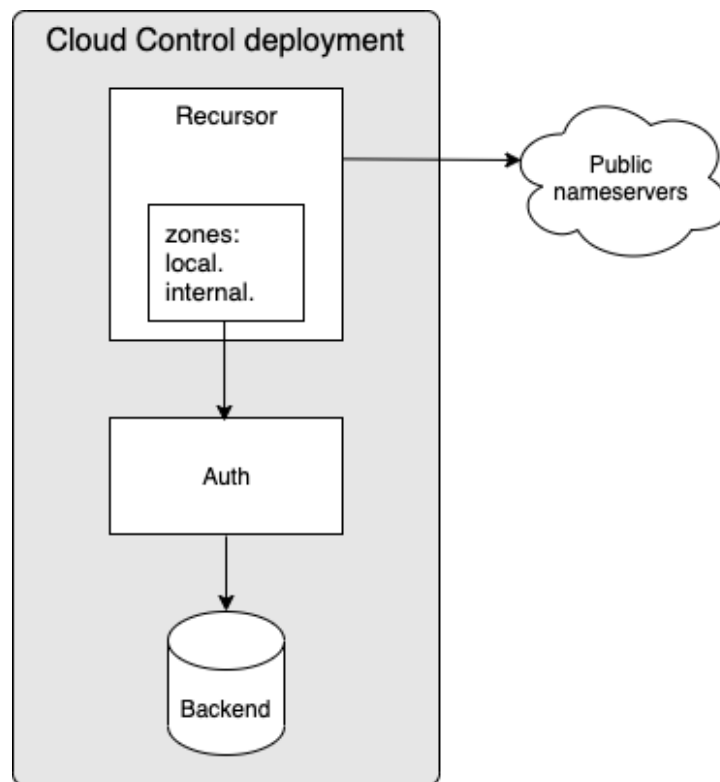 Cloud Control deployment
Recursor
Public
nameservers
zones:
local.
internal.
Auth
Backend